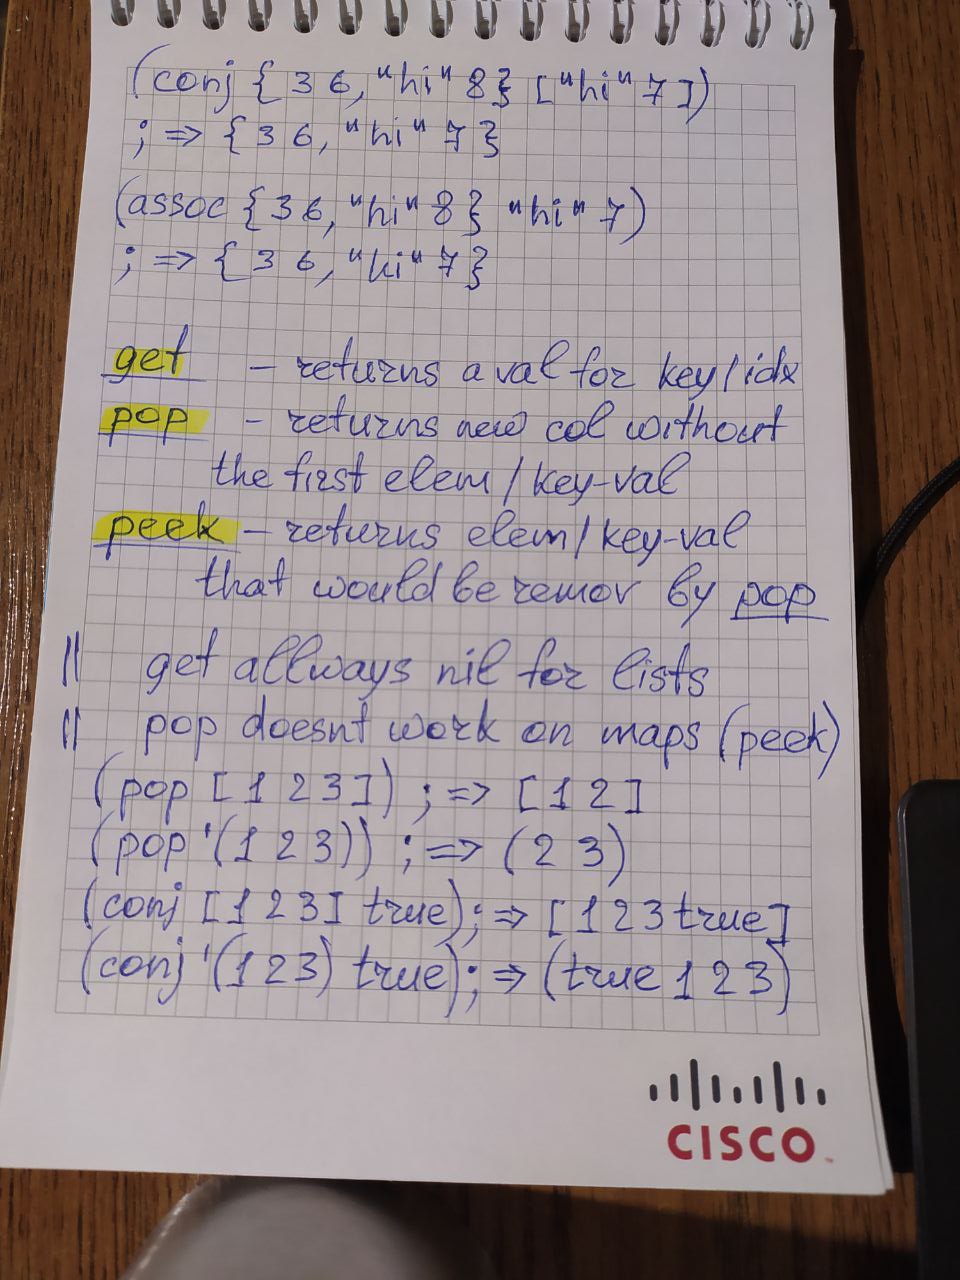 (conj { 3 6, "hi" 8} ["hi" 7])
; => { 3 6, "hi" 7}
(assoc { 3 6, "hi" 8} "hi" 7)
; => { 3 6, "hi" 7}
get - returns a val for key/idx
pop - returns new col without
the first elem/key-val
peek - returns elem/key-val
that would be remov by pop
|| get allways nil for lists
|| pop doesnt work on maps (peek)
(pop [1 2 3]) ; => [1 2]
(pop '(1 2 3)) ; => (2 3)
(conj [1 2 3] true); => [1 2 3 true]
(conj '(1 2 3) true); => (true 1 2 3)
CISCO